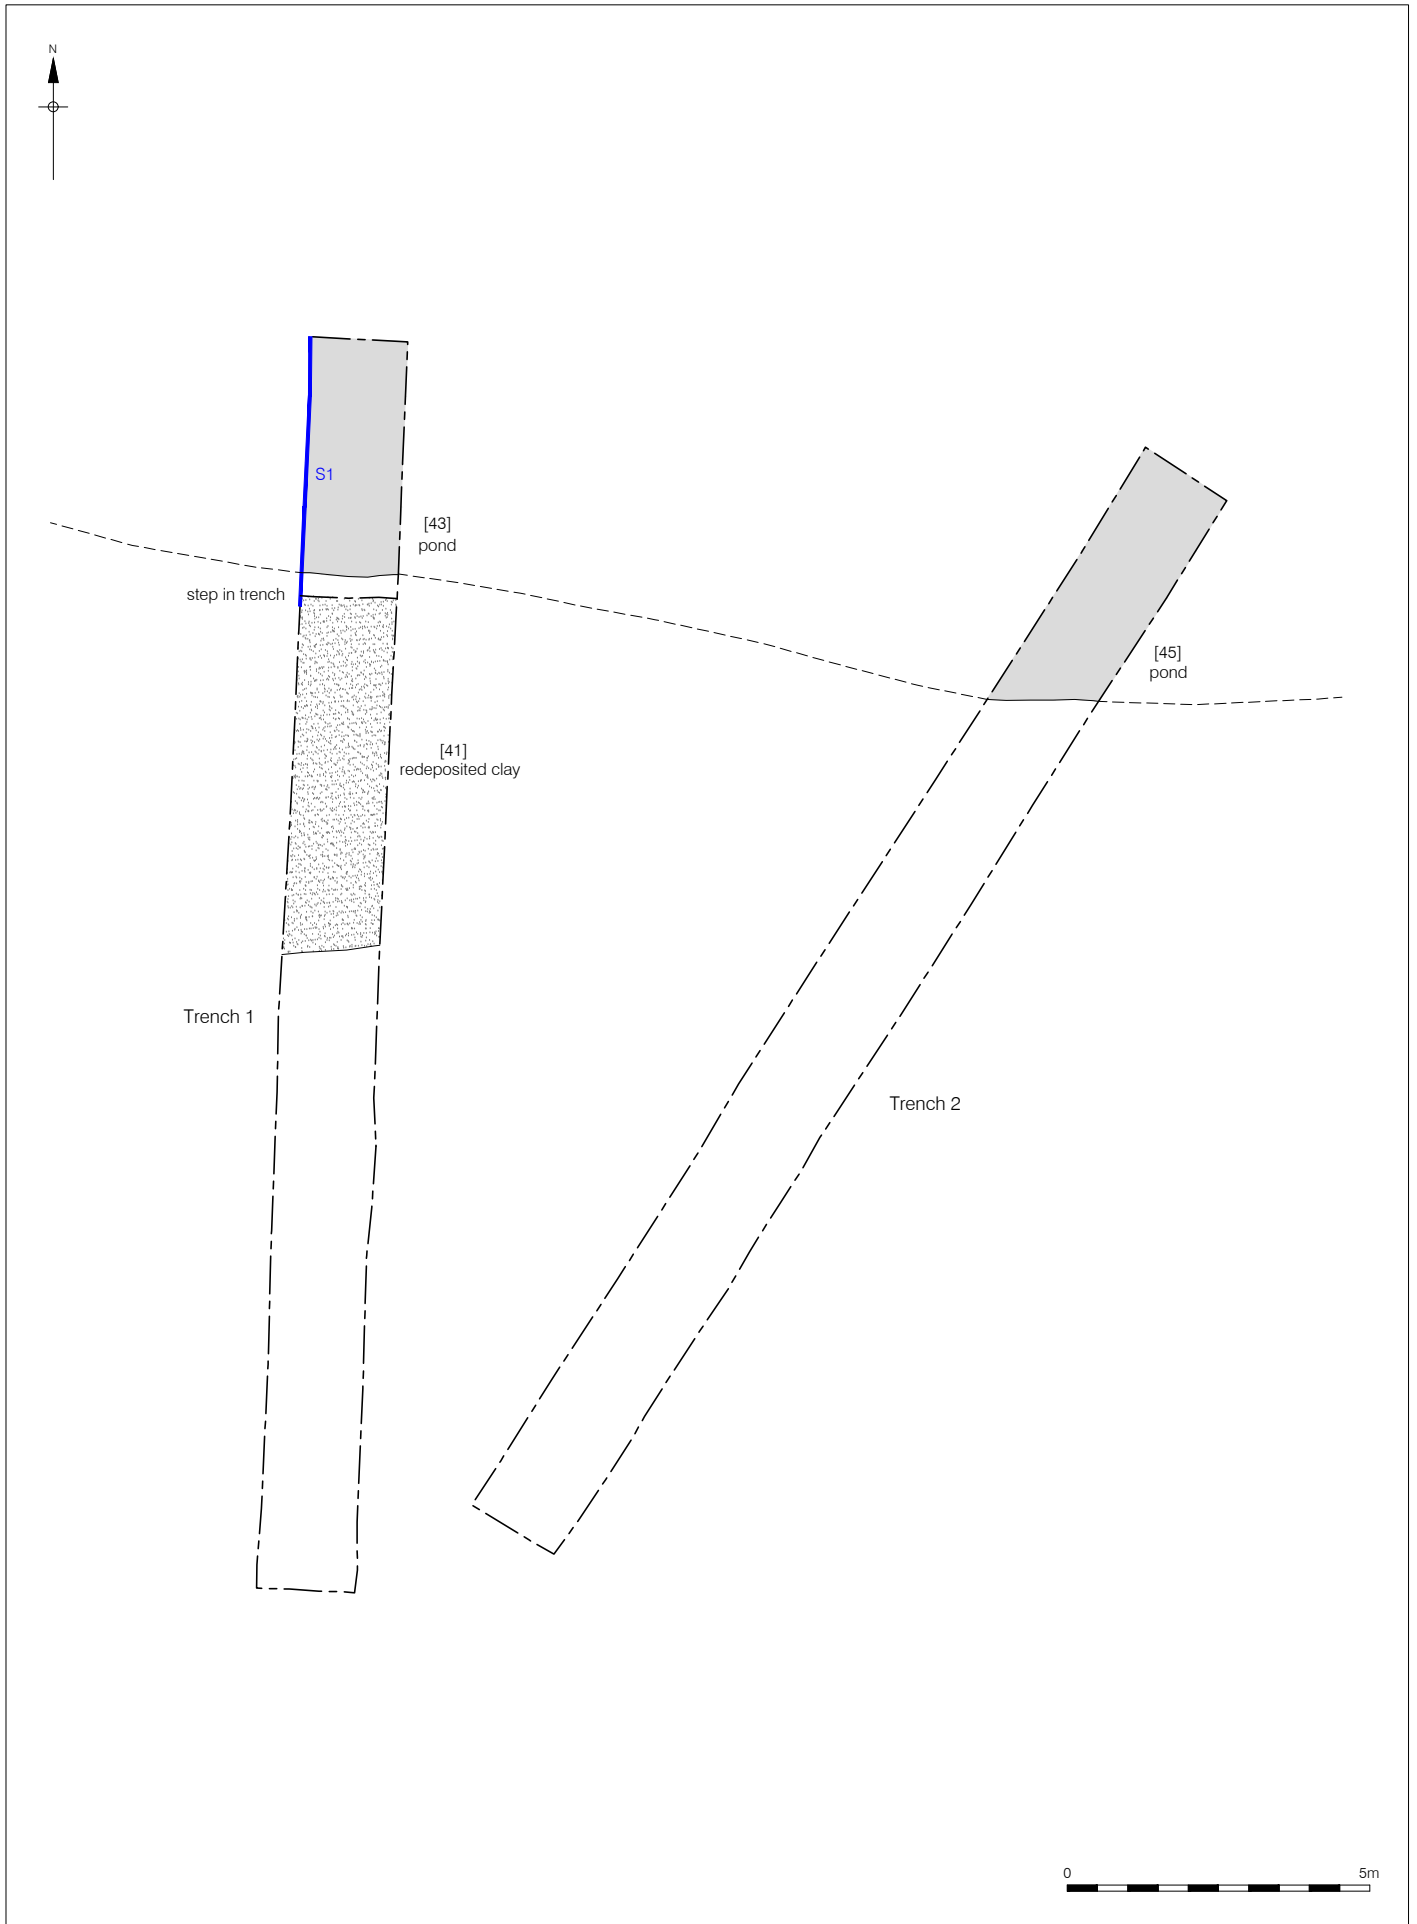 N
S1
[43]
pond
step in trench
[45]
pond
[41]
redeposited clay
Trench 1
Trench 2
0 5m